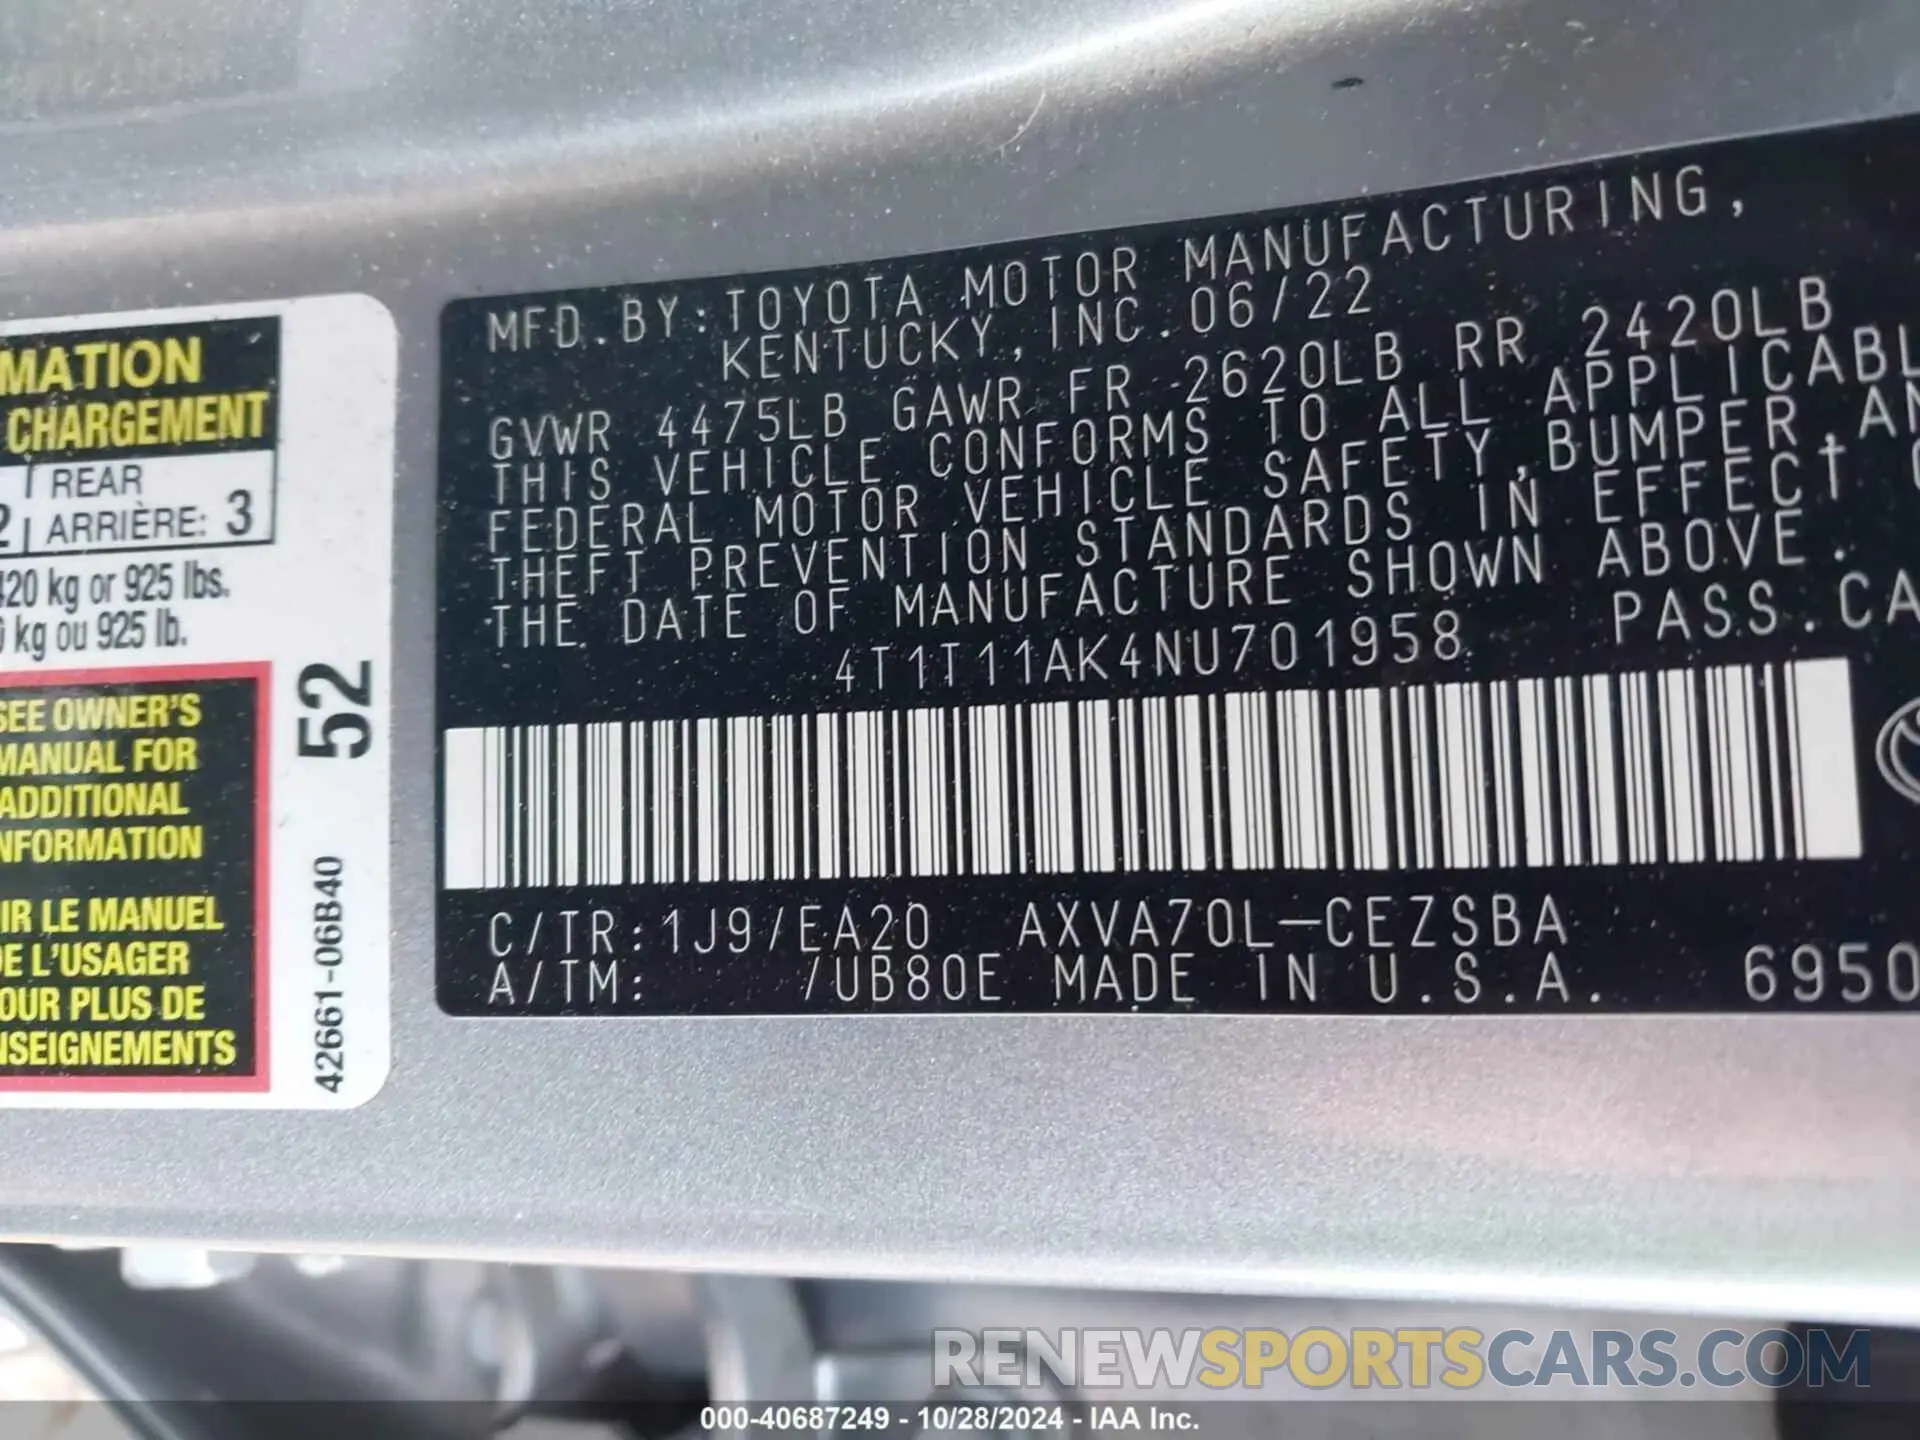 MATION
CHARGEMENT
2 REAR
ARRIÈRE: 3
420 kg or 925 lbs.
kg ou 925 lb.
SEE OWNER'S
MANUAL FOR
ADDITIONAL
INFORMATION
IR LE MANUEL
DE L'USAGER
OUR PLUS DE
NSEIGNEMENTS
52
42661-06B40
MFD.BY:TOYOTA MOTOR MANUFACTURING,
KENTUCKY, INC. 06/22
GVWR 4475LB GAWR FR 2620LB RR 2420LB
THIS VEHICLE CONFORMS TO ALL APPLICABL
FEDERAL MOTOR VEHICLE SAFETY,BUMPER,AN
THEFT PREVENTION STANDARDS IN EFFECT O
THE DATE OF MANUFACTURE SHOWN ABOVE.
4T1T11AK4NU701958 PASS.CA
C/TR:1J9/EA20 AXVA70L-CEZSBA
A/TM: /UB80E MADE IN U.S.A. 6950
RENEWSPORTSCARS.COM
000-40687249 - 10/28/2024 - IAA Inc.